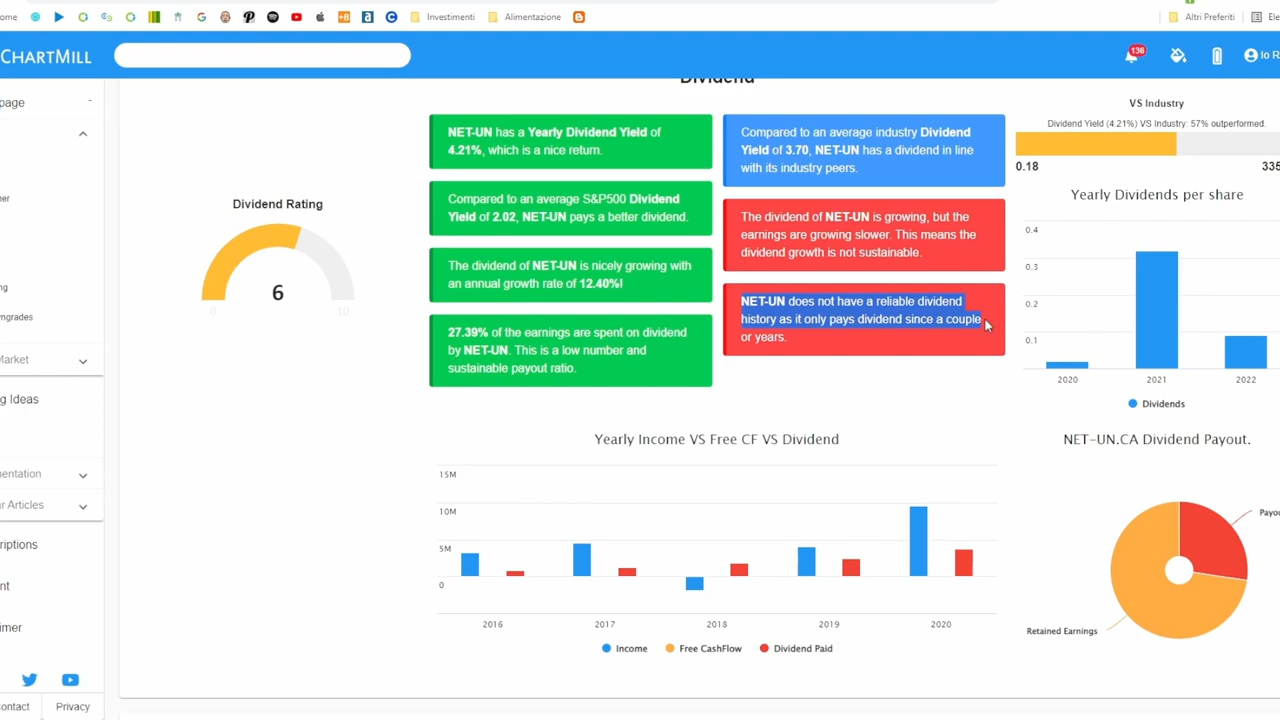 ome
Investimenti
Alimentazione
Altri Preferiti
Ele
CHARTMILL
136
Io R
page
-
ner
ng
wngrades
Market
g Ideas
entation
ar Articles
riptions
nt
imer
ontact
Privacy
Dividend
Dividend Rating
6
0
10
NET-UN has a Yearly Dividend Yield of
4.21%, which is a nice return.
Compared to an average S&P500 Dividend
Yield of 2.02, NET-UN pays a better dividend.
The dividend of NET-UN is nicely growing with
an annual growth rate of 12.40%!
27.39% of the earnings are spent on dividend
by NET-UN. This is a low number and
sustainable payout ratio.
Compared to an average industry Dividend
Yield of 3.70, NET-UN has a dividend in line
with its industry peers.
The dividend of NET-UN is growing, but the
earnings are growing slower. This means the
dividend growth is not sustainable.
NET-UN does not have a reliable dividend
history as it only pays dividend since a couple
or years.
VS Industry
Dividend Yield (4.21%) VS Industry: 57% outperformed.
0.18
335
Yearly Dividends per share
0.4
0.3
0.2
0.1
2020
2021
2022
Dividends
Yearly Income VS Free CF VS Dividend
15M
10M
5M
0
2016
2017
2018
2019
2020
Income
Free CashFlow
Dividend Paid
NET-UN.CA Dividend Payout.
Payou
Retained Earnings